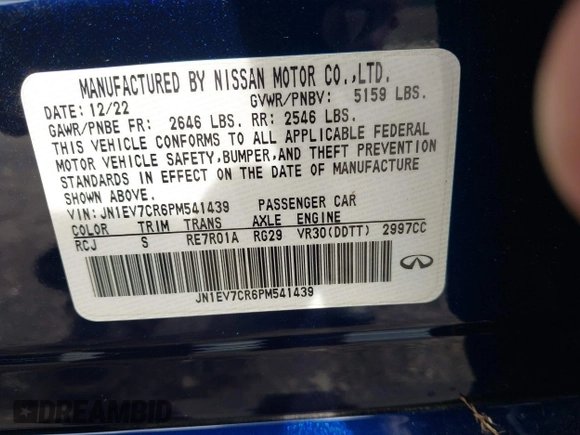 MANUFACTURED BY NISSAN MOTOR CO.,LTD.
DATE: 12/22 GVWR/PNBV: 5159 LBS.
GAWR/PNBE FR: 2646 LBS. RR: 2546 LBS.
THIS VEHICLE CONFORMS TO ALL APPLICABLE FEDERAL
MOTOR VEHICLE SAFETY,BUMPER,AND THEFT PREVENTION
STANDARDS IN EFFECT ON THE DATE OF MANUFACTURE
SHOWN ABOVE.
VIN: JN1EV7CR6PM541439 PASSENGER CAR
COLOR TRIM TRANS AXLE ENGINE
RCJ S RE7R01A RG29 VR30(DDTT) 2997CC
JN1EV7CR6PM541439
DREAMBID